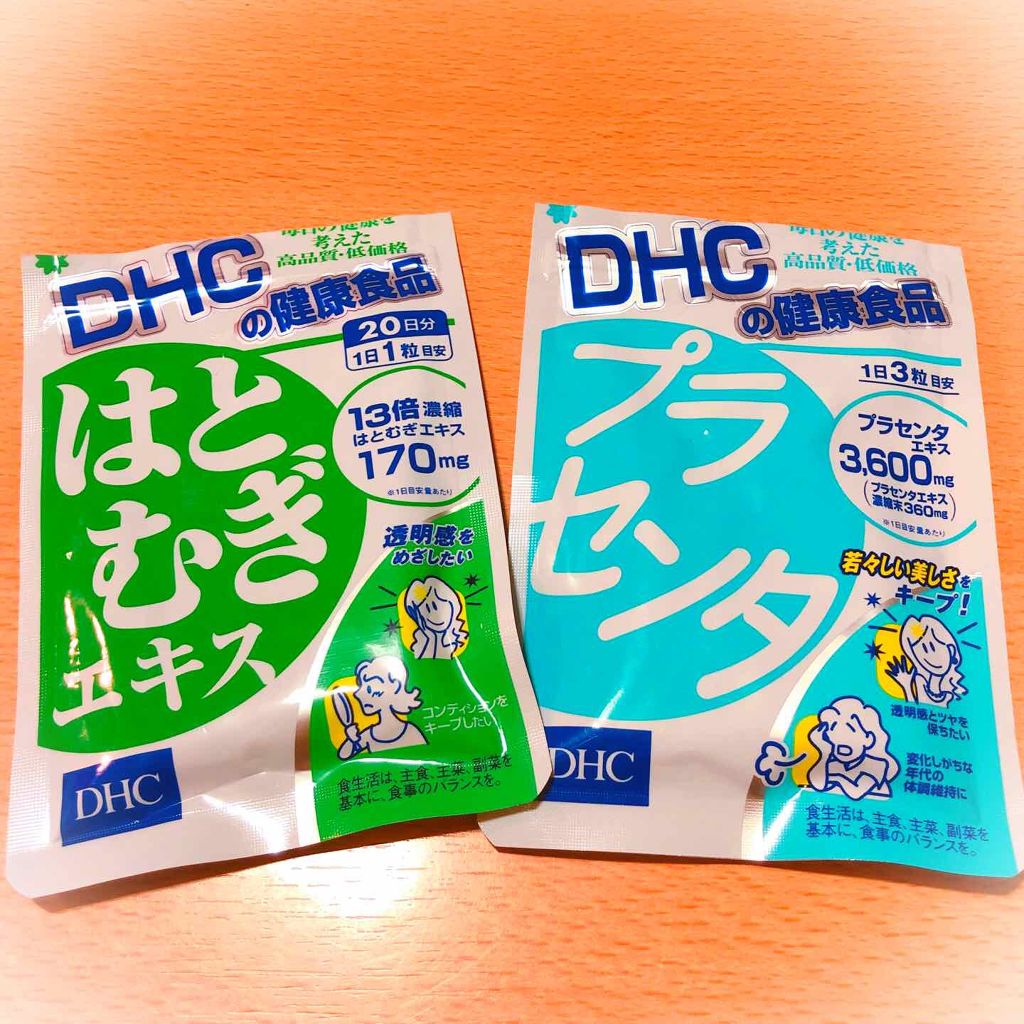 毎日の健康を
考えた
高品質・低価格
DHC
の健康食品
20日分
1日1粒目安
はと
むぎ
エキス
13倍濃縮
はとむぎエキス
170mg
※1日目安量あたり
透明感を
めざしたい
コンディションを
キープしたい
DHC
食生活は、主食、主菜、副菜を
基本に、食事のバランスを。
毎日の健康を
考えた
高品質・低価格
DHC
の健康食品
1日3粒目安
プラ
センタ
プラセンタ
エキス
3,600mg
(プラセンタエキス
濃縮末360mg)
※1日目安量あたり
若々しい美しさを
キープ!
透明感とツヤを
保ちたい
変化しがちな
年代の
体調維持に
DHC
食生活は、主食、主菜、副菜を
基本に、食事のバランスを。